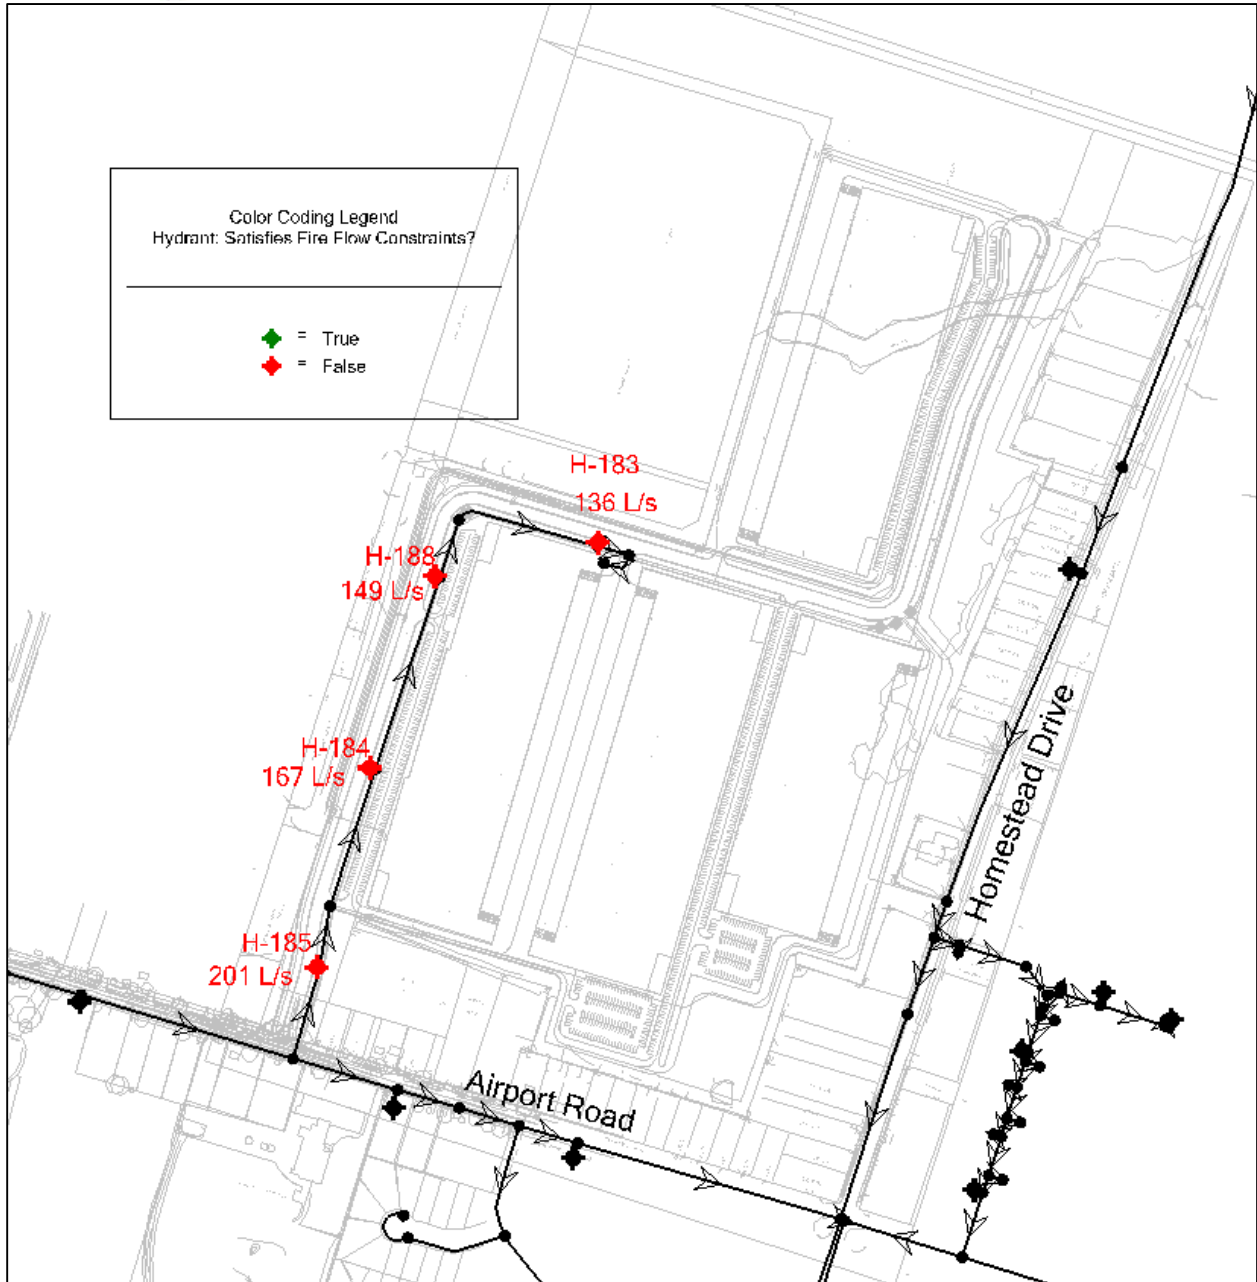 Color Coding Legend
Hydrant: Satisfies Fire Flow Constraints?
= True
= False
H-183
136 L/s
H-188
149 L/s
H-184
167 L/s
Homestead Drive
H-185
201 L/s
Airport Road